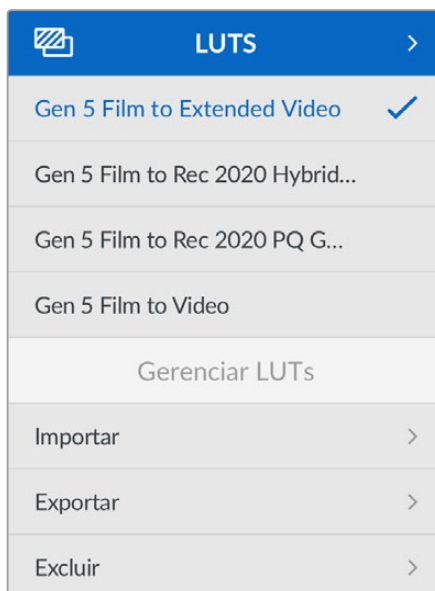 LUTS
Gen 5 Film to Extended Video
Gen 5 Film to Rec 2020 Hybrid...
Gen 5 Film to Rec 2020 PQ G...
Gen 5 Film to Video
Gerenciar LUTs
Importar
Exportar
Excluir